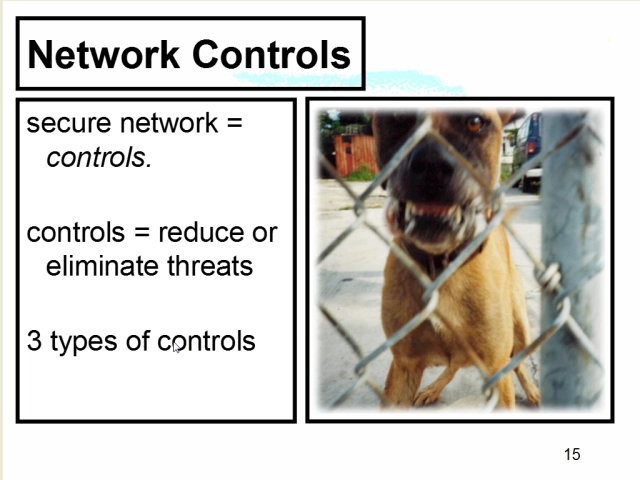 Network Controls
secure network =
controls.
controls = reduce or
eliminate threats
3 types of controls
15